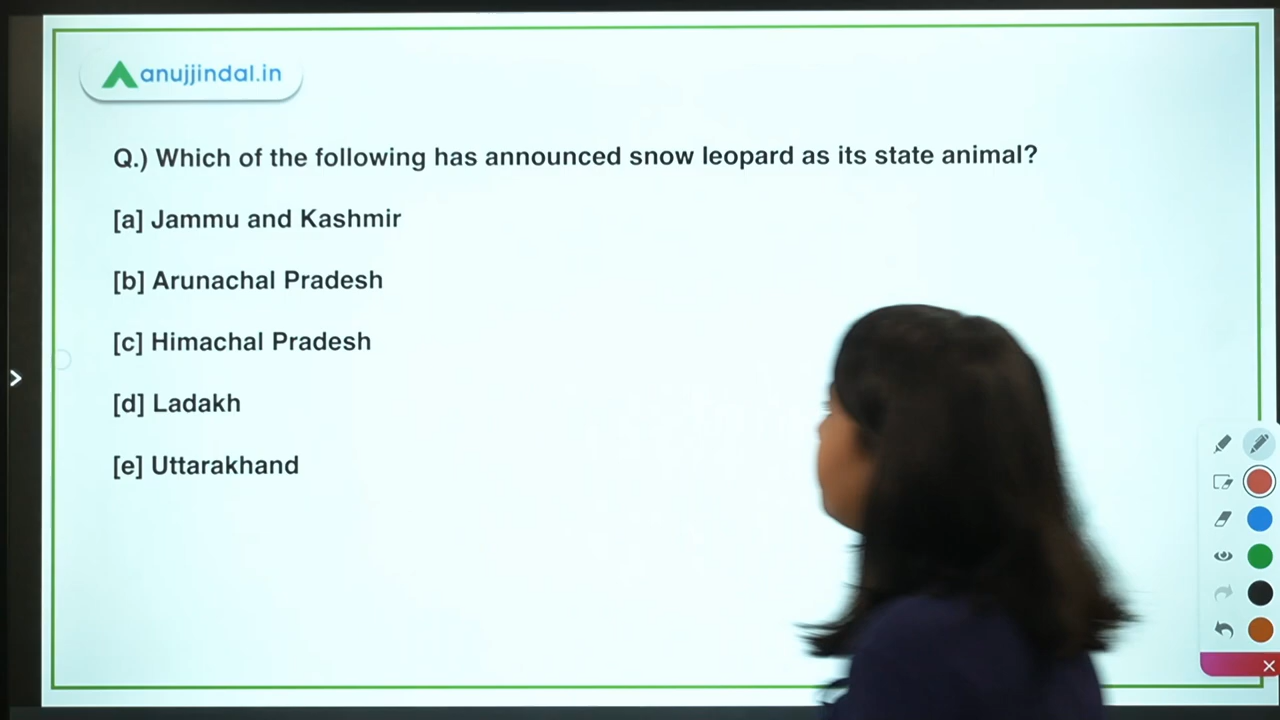 anujjindal.in
Q.) Which of the following has announced snow leopard as its state animal?
[a] Jammu and Kashmir
[b] Arunachal Pradesh
[c] Himachal Pradesh
[d] Ladakh
[e] Uttarakhand